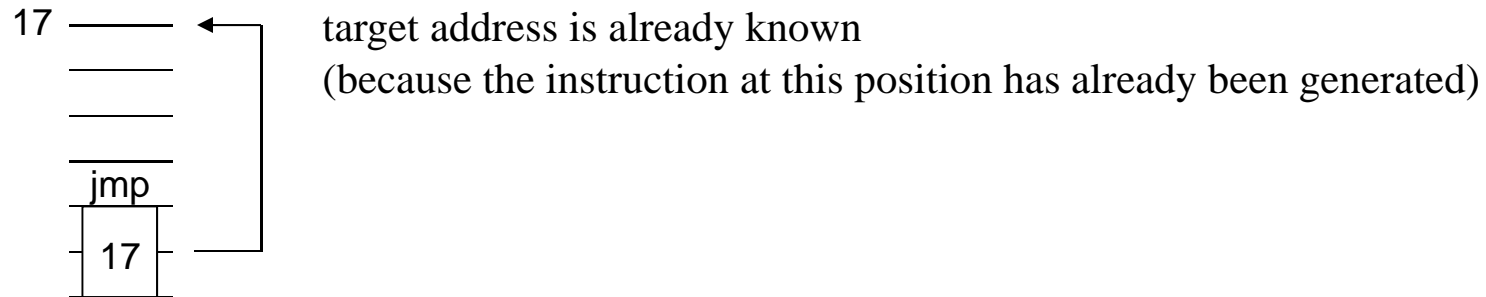 17 target address is already known
(because the instruction at this position has already been generated)
jmp
17